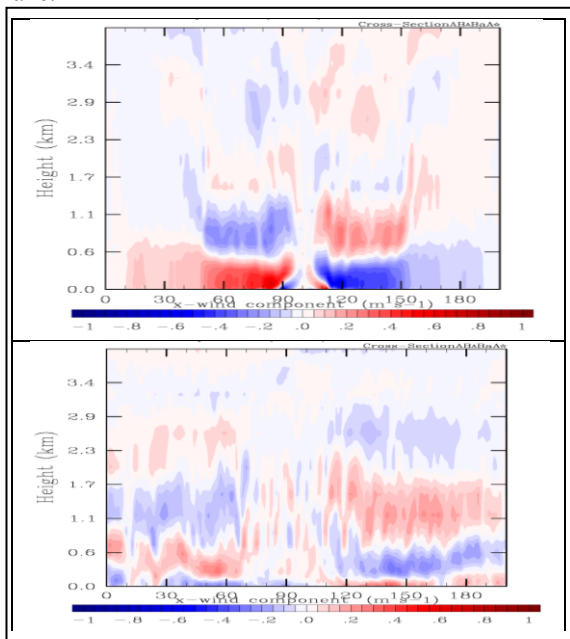 Cross-SectionABABaAa
3.4
2.9
2.3
1.7
1.1
0.6
0.0
Height (km)
0 30 60 90 120 150 180
x-wind component (m s-1)
-1 -.8 -.6 -.4 -.2 .0 .2 .4 .6 .8 1
Cross-SectionABABaAa
3.4
2.9
2.3
1.7
1.1
0.6
0.0
Height (km)
0 30 60 90 120 150 180
x-wind component (m s-1)
-1 -.8 -.6 -.4 -.2 .0 .2 .4 .6 .8 1